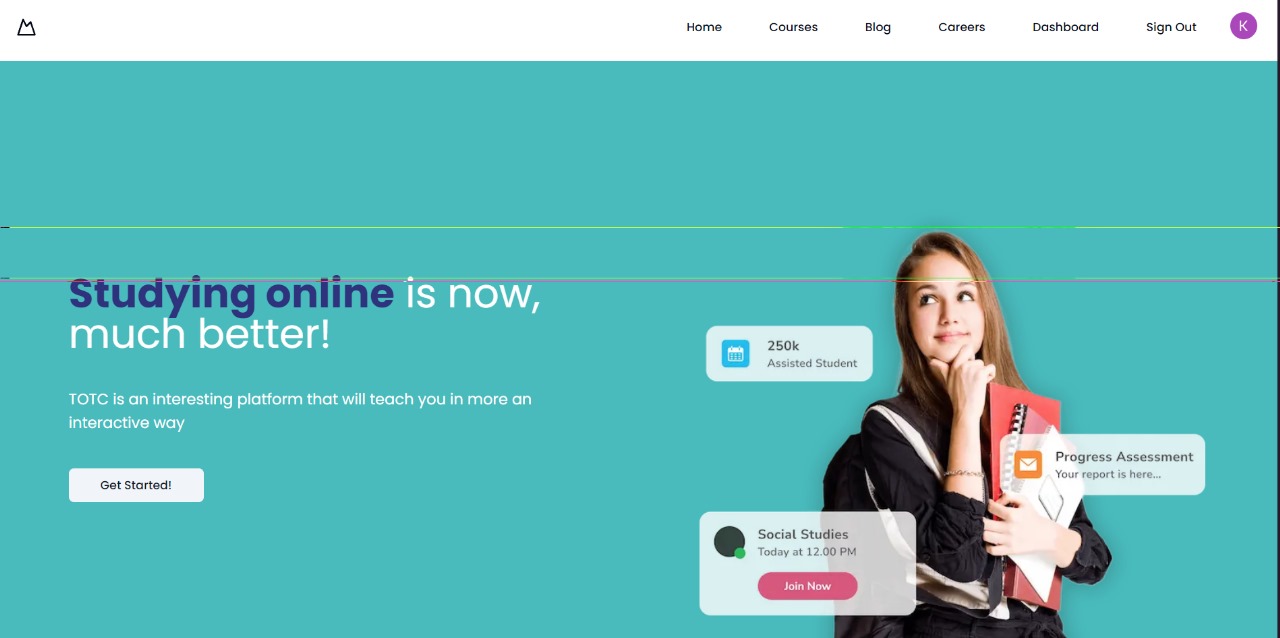 Home Courses Blog Careers Dashboard Sign Out K
Studying online is now,
much better!
TOTC is an interesting platform that will teach you in more an
interactive way
Get Started!
250k
Assisted Student
Progress Assessment
Your report is here...
Social Studies
Today at 12.00 PM
Join Now